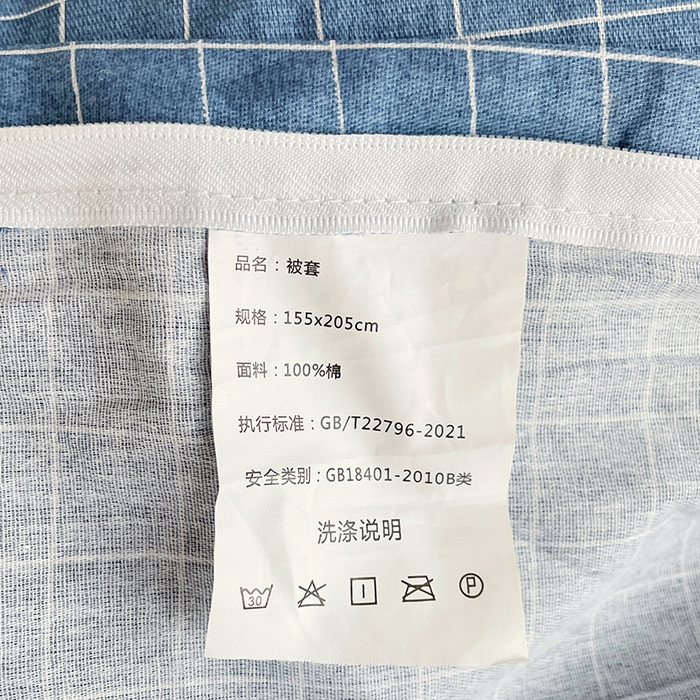 品名：被套
规格：155x205cm
面料：100%棉
执行标准：GB/T22796-2021
安全类别：GB18401-2010B类
洗涤说明
30
P